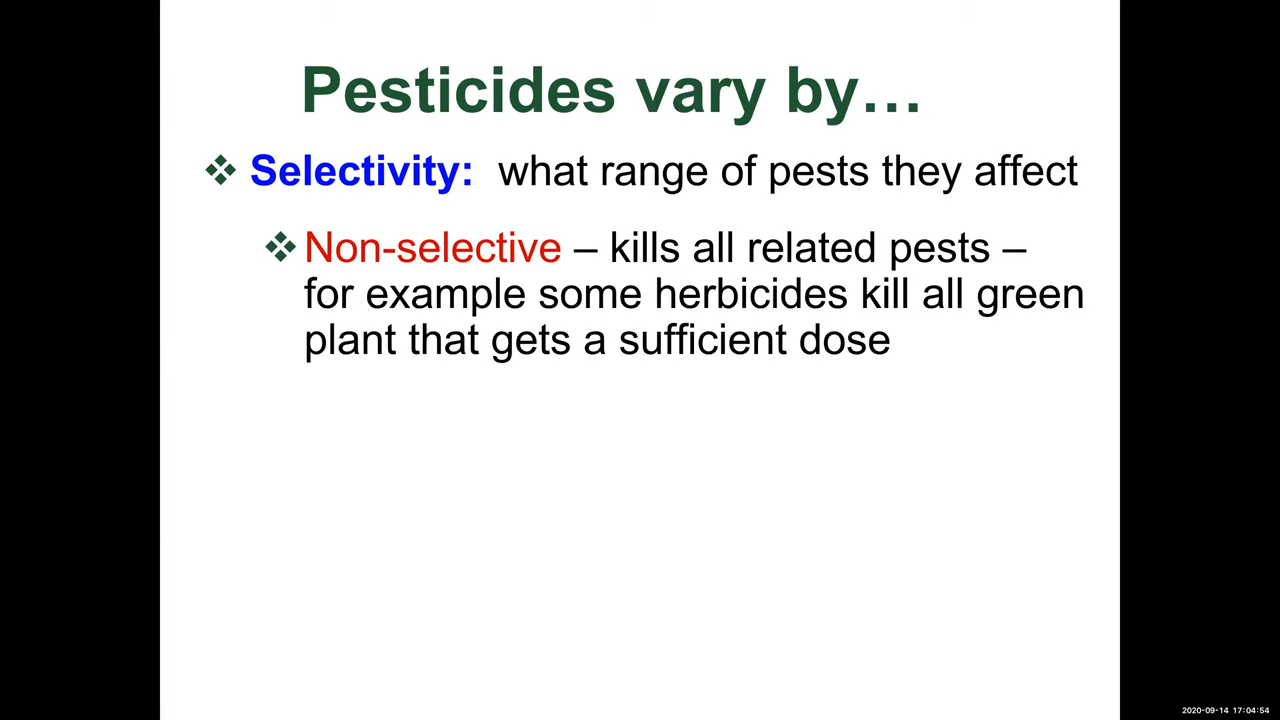 Pesticides vary by…
❖ Selectivity: what range of pests they affect
❖ Non-selective – kills all related pests –
for example some herbicides kill all green
plant that gets a sufficient dose
2020-09-14 17:04:54